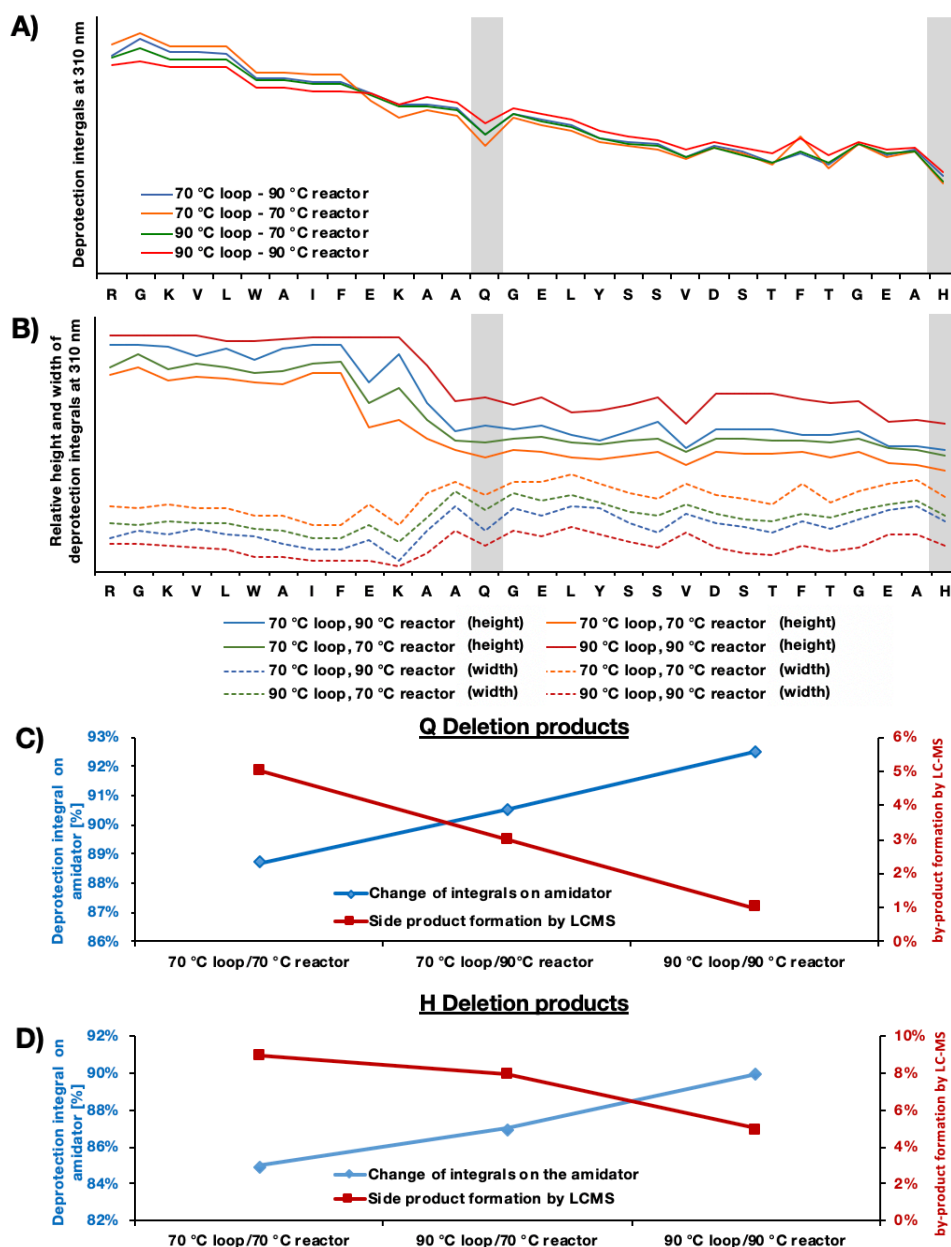 A)
Deprotection intergals at 310 nm
70 °C loop - 90 °C reactor
70 °C loop - 70 °C reactor
90 °C loop - 70 °C reactor
90 °C loop - 90 °C reactor
R G K V L W A I F E K A A Q G E L Y S S V D S T F T G E A H
B)
Relative height and width of
deprotection integrals at 310 nm
R G K V L W A I F E K A A Q G E L Y S S V D S T F T G E A H
70 °C loop, 90 °C reactor (height)
70 °C loop, 70 °C reactor (height)
70 °C loop, 70 °C reactor (height)
90 °C loop, 90 °C reactor (height)
70 °C loop, 90 °C reactor (width)
70 °C loop, 70 °C reactor (width)
90 °C loop, 70 °C reactor (width)
90 °C loop, 90 °C reactor (width)
C)
Q Deletion products
Deprotection integral on
amidator [%]
93%
92%
91%
90%
89%
88%
87%
86%
6%
5%
4%
3%
2%
1%
0%
by-product formation by LC-MS
Change of integrals on amidator
Side product formation by LCMS
70 °C loop/70 °C reactor
70 °C loop/90°C reactor
90 °C loop/90 °C reactor
D)
H Deletion products
Deprotection integral on
amidator [%]
92%
90%
88%
86%
84%
82%
10%
8%
6%
4%
2%
0%
by-product formation by LC-MS
Change of integrals on the amidator
Side product formation by LCMS
70 °C loop/70 °C reactor
90 °C loop/70 °C reactor
90 °C loop/90 °C reactor